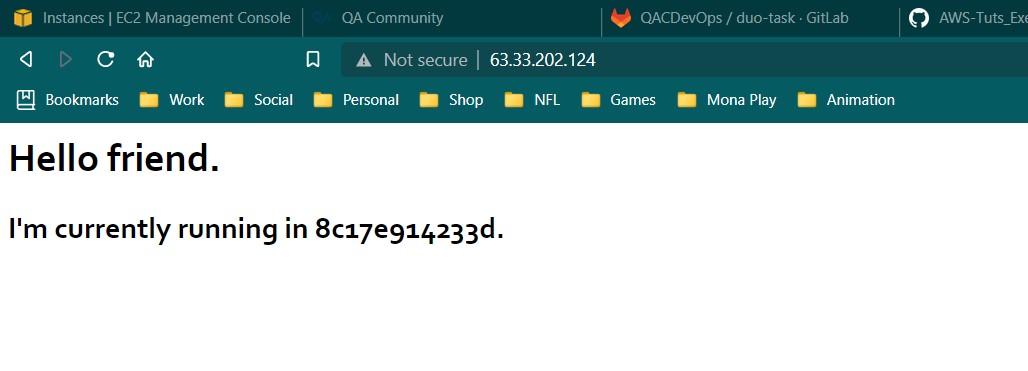 Instances | EC2 Management Console QA Community QACDevOps / duo-task · GitLab AWS-Tuts_Exe
Not secure | 63.33.202.124
Bookmarks Work Social Personal Shop NFL Games Mona Play Animation
Hello friend.
I'm currently running in 8c17e914233d.